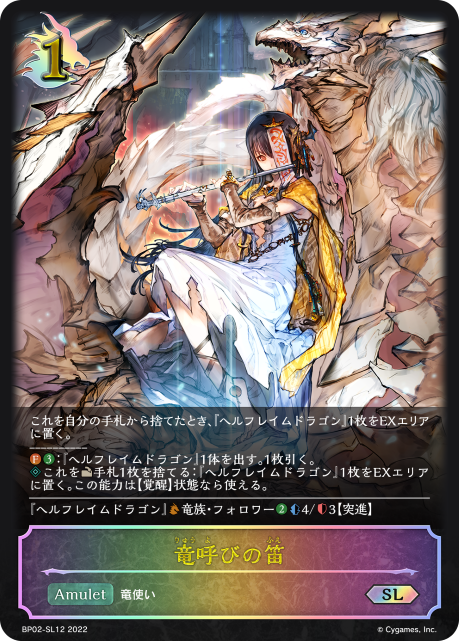 1
これを自分の手札から捨てたとき、『ヘルフレイムドラゴン』1枚をEXエリア
に置く。
F 3：『ヘルフレイムドラゴン』1体を出す。1枚引く。
これを 手札1枚を捨てる：『ヘルフレイムドラゴン』1枚をEXエリア
に置く。この能力は【覚醒】状態なら使える。
『ヘルフレイムドラゴン』 竜族・フォロワー 2 4/ 3【突進】
りゅうよ ふえ
竜呼びの笛
Amulet 竜使い
SL
BP02-SL12 2022
© Cygames, Inc.